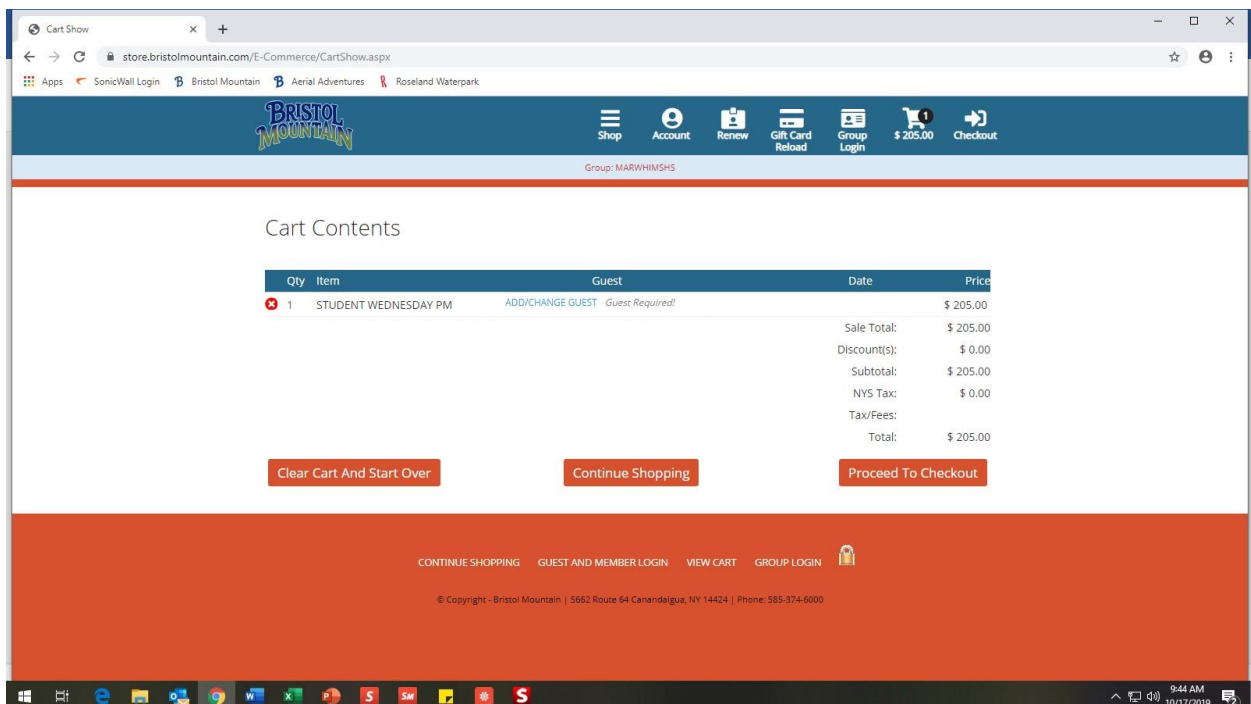 Cart Show
store.bristolmountain.com/E-Commerce/CartShow.aspx
Apps SonicWall Login Bristol Mountain Aerial Adventures Roseland Waterpark
BRISTOL
MOUNTAIN
Shop Account Renew Gift Card Reload Group Login 1 $ 205.00 Checkout
Group: MARWHIMSHS
Cart Contents
Qty Item Guest Date Price
1 STUDENT WEDNESDAY PM ADD/CHANGE GUEST Guest Required! $ 205.00
Sale Total: $ 205.00
Discount(s): $ 0.00
Subtotal: $ 205.00
NYS Tax: $ 0.00
Tax/Fees:
Total: $ 205.00
Clear Cart And Start Over Continue Shopping Proceed To Checkout
CONTINUE SHOPPING GUEST AND MEMBER LOGIN VIEW CART GROUP LOGIN
© Copyright - Bristol Mountain | 5662 Route 64 Canandaigua, NY 14424 | Phone: 585-374-6000
9:44 AM
10/17/2019